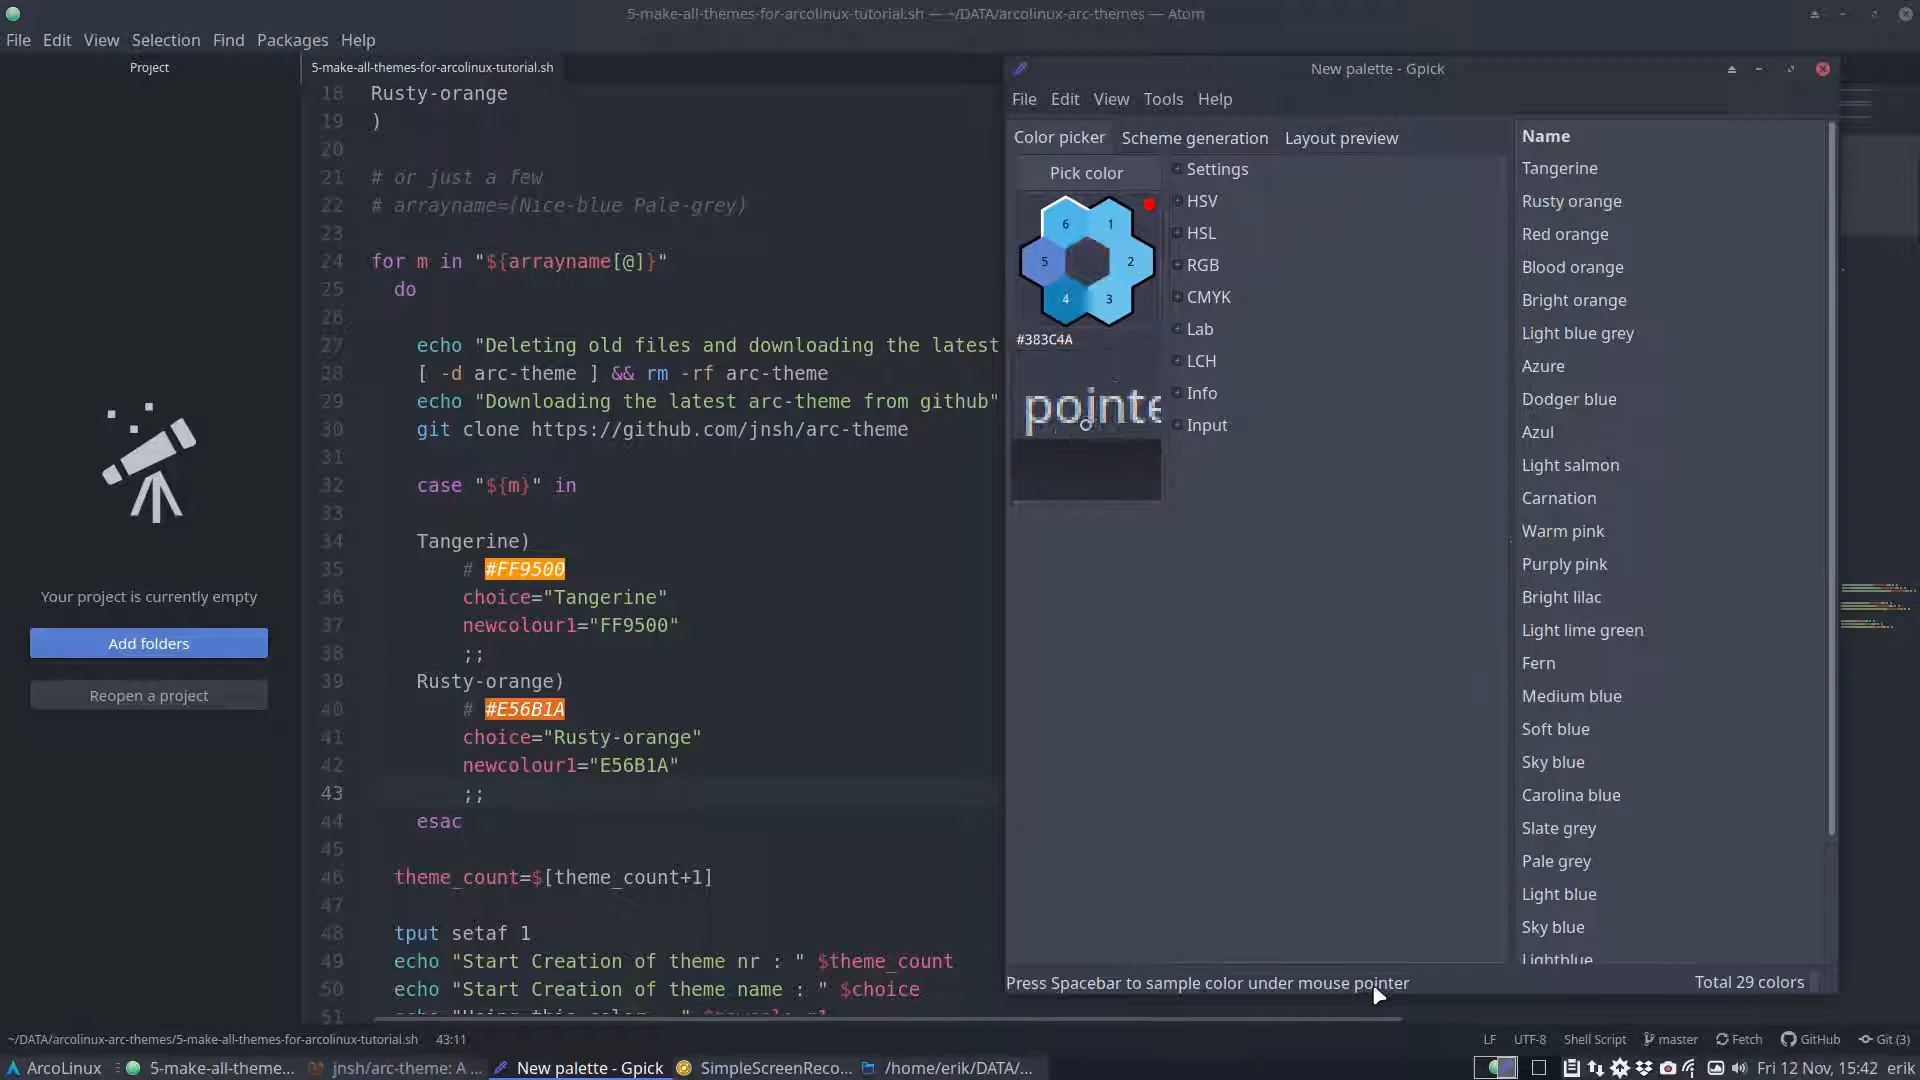 5-make-all-themes-for-arcolinux-tutorial.sh — ~/DATA/arcolinux-arc-themes — Atom
File Edit View Selection Find Packages Help
Project
5-make-all-themes-for-arcolinux-tutorial.sh
18 Rusty-orange
19 )
20
21 # or just a few
22 # arrayname=(Nice-blue Pale-grey)
23
24 for m in "${arrayname[@]}"
25 do
26
27 echo "Deleting old files and downloading the latest
28 [ -d arc-theme ] && rm -rf arc-theme
29 echo "Downloading the latest arc-theme from github"
30 git clone https://github.com/jnsh/arc-theme
31
32 case "${m}" in
33
34 Tangerine)
35 # #FF9500
36 choice="Tangerine"
37 newcolour1="FF9500"
38 ;;
39 Rusty-orange)
40 # #E56B1A
41 choice="Rusty-orange"
42 newcolour1="E56B1A"
43 ;;
44 esac
45
46 theme_count=$[theme_count+1]
47
48 tput setaf 1
49 echo "Start Creation of theme nr : " $theme_count
50 echo "Start Creation of theme name : " $choice
51
Your project is currently empty
Add folders
Reopen a project
New palette - Gpick
File Edit View Tools Help
Color picker Scheme generation Layout preview
Pick color
6 1
5 2
4 3
#383C4A
pointe
Settings
HSV
HSL
RGB
CMYK
Lab
LCH
Info
Input
Name
Tangerine
Rusty orange
Red orange
Blood orange
Bright orange
Light blue grey
Azure
Dodger blue
Azul
Light salmon
Carnation
Warm pink
Purply pink
Bright lilac
Light lime green
Fern
Medium blue
Soft blue
Sky blue
Carolina blue
Slate grey
Pale grey
Light blue
Sky blue
Lightblue
Press Spacebar to sample color under mouse pointer
Total 29 colors
~/DATA/arcolinux-arc-themes/5-make-all-themes-for-arcolinux-tutorial.sh 43:11
LF UTF-8 Shell Script master Fetch GitHub Git (3)
ArcoLinux 5-make-all-theme... jnsh/arc-theme: A ... New palette - Gpick SimpleScreenReco... /home/erik/DATA/... Fri 12 Nov, 15:42 erik